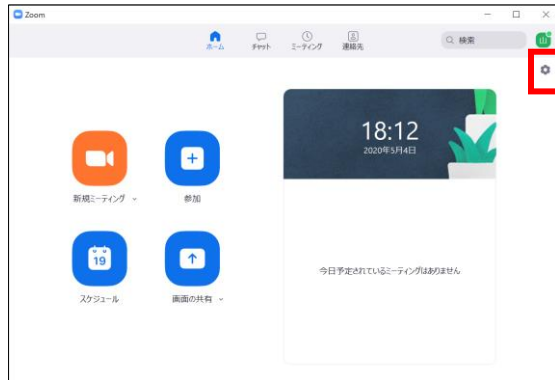 Zoom
ホーム
チャット
ミーティング
連絡先
検索
山
18:12
2020年5月4日
新規ミーティング
参加
19
スケジュール
画面の共有
今日予定されているミーティングはありません